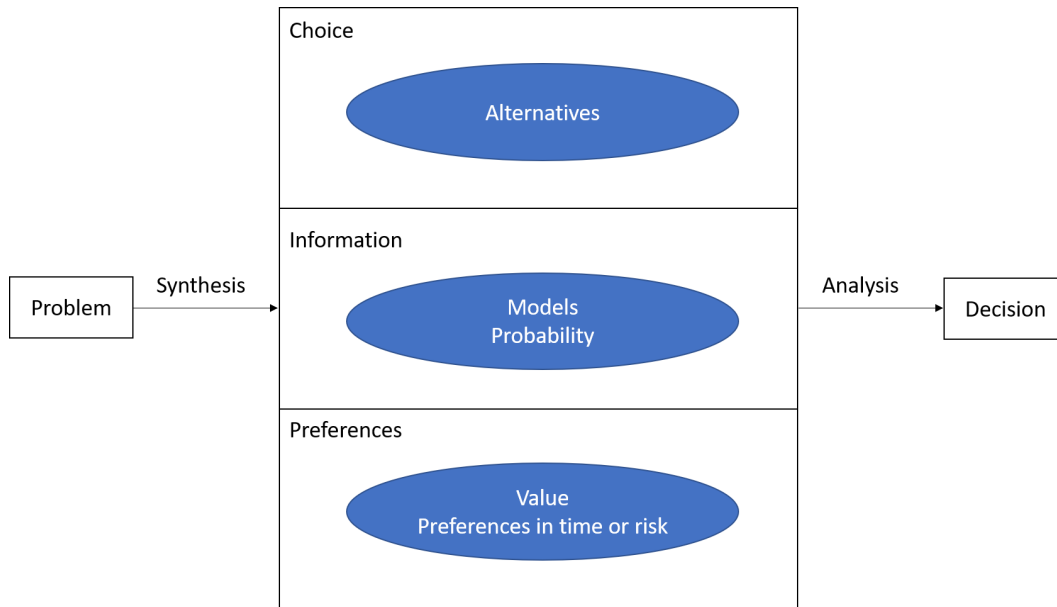 Choice
Alternatives
Information
Models
Probability
Problem
Synthesis
Analysis
Decision
Preferences
Value
Preferences in time or risk